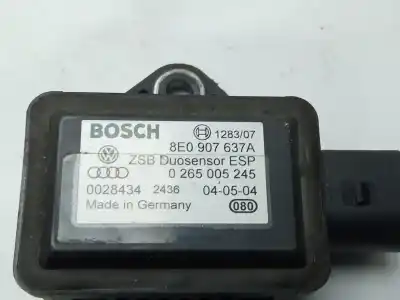 BOSCH 1283/07
8E0 907 637A
ZSB Duosensor ESP
0 265 005 245
0028434 2436 04-05-04
Made in Germany 080